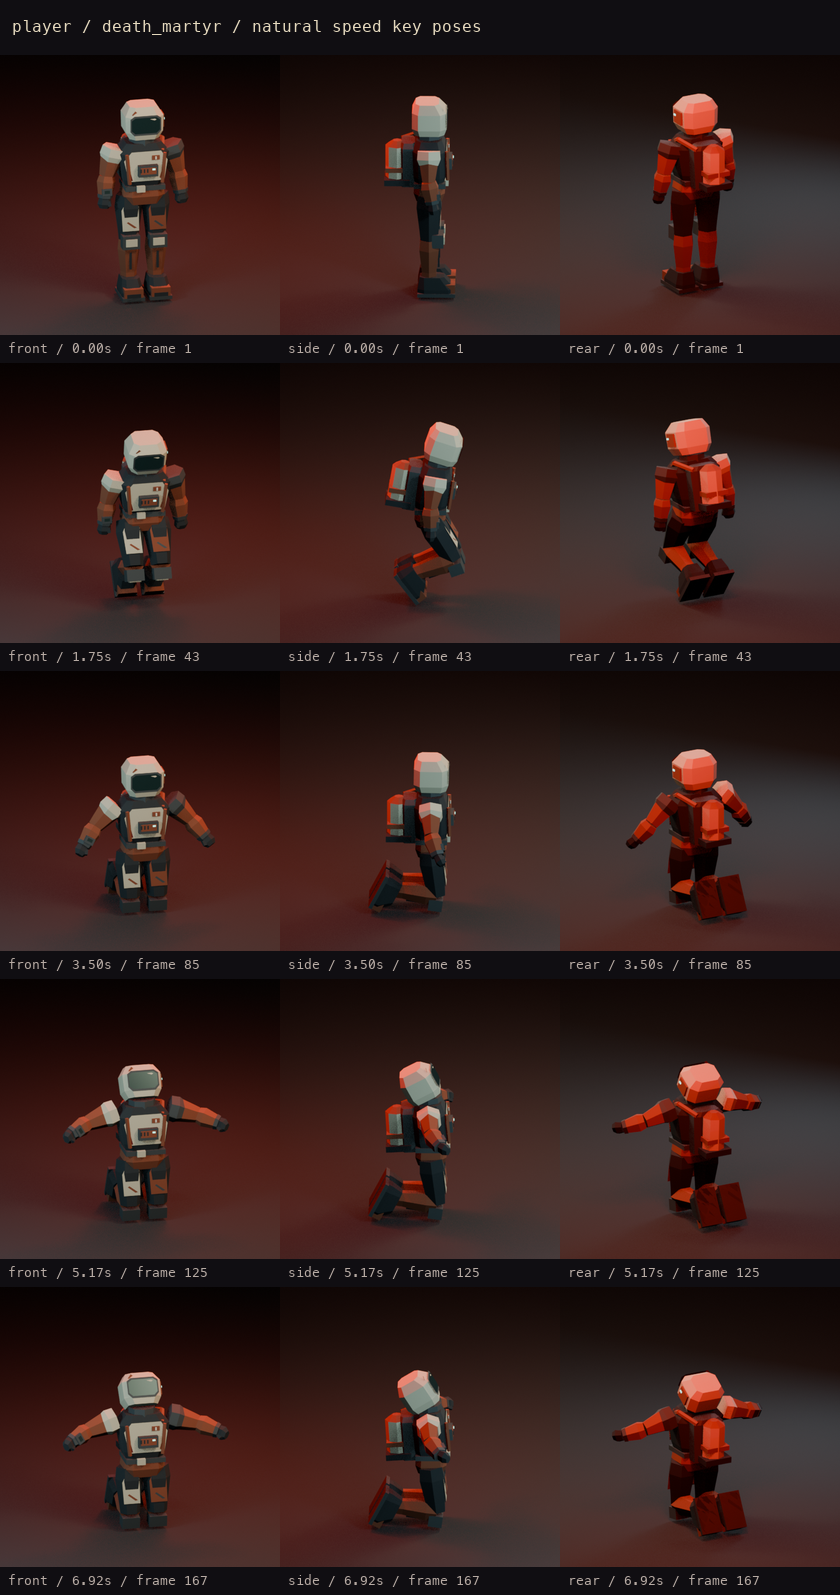 player / death_martyr / natural speed key poses
front / 0.00s / frame 1
side / 0.00s / frame 1
rear / 0.00s / frame 1
front / 1.75s / frame 43
side / 1.75s / frame 43
rear / 1.75s / frame 43
front / 3.50s / frame 85
side / 3.50s / frame 85
rear / 3.50s / frame 85
front / 5.17s / frame 125
side / 5.17s / frame 125
rear / 5.17s / frame 125
front / 6.92s / frame 167
side / 6.92s / frame 167
rear / 6.92s / frame 167